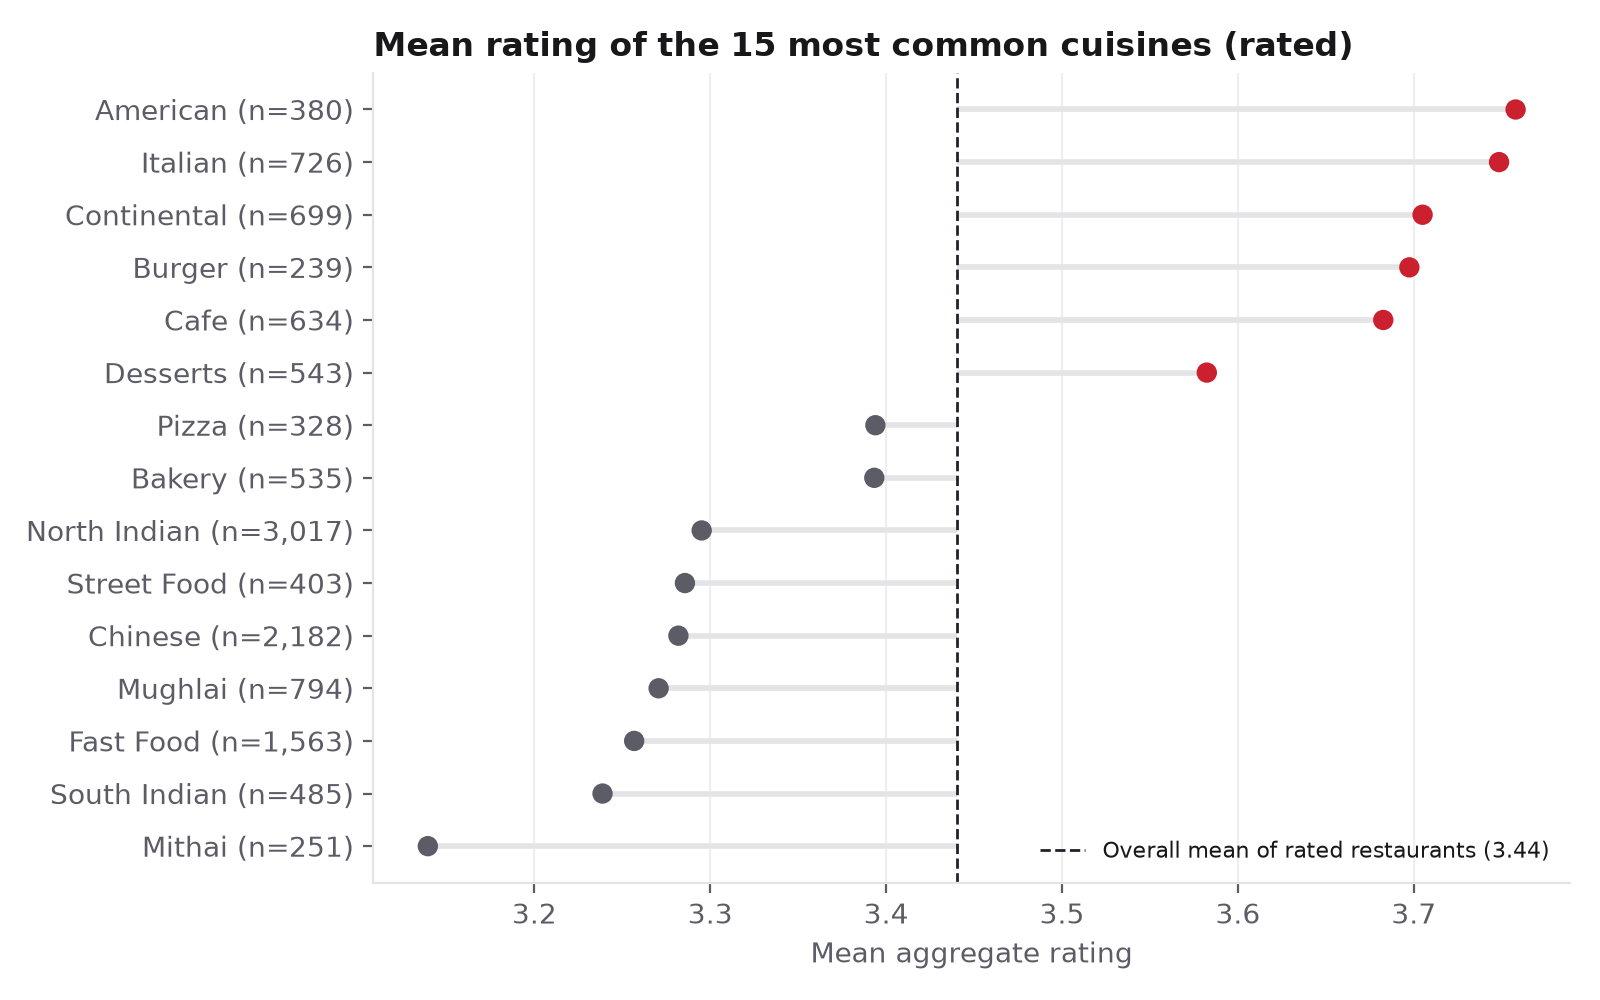 Mean rating of the 15 most common cuisines (rated)
American (n=380)
Italian (n=726)
Continental (n=699)
Burger (n=239)
Cafe (n=634)
Desserts (n=543)
Pizza (n=328)
Bakery (n=535)
North Indian (n=3,017)
Street Food (n=403)
Chinese (n=2,182)
Mughlai (n=794)
Fast Food (n=1,563)
South Indian (n=485)
Mithai (n=251)
Overall mean of rated restaurants (3.44)
3.2 3.3 3.4 3.5 3.6 3.7
Mean aggregate rating